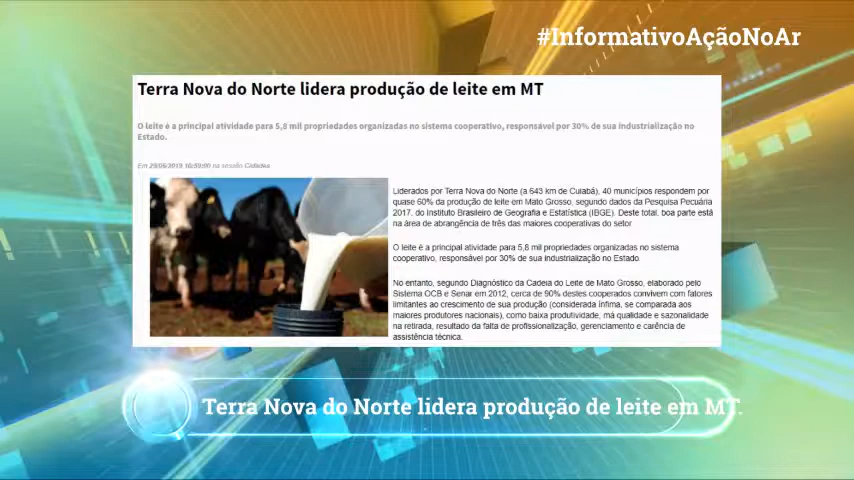 #InformativoAçãoNoAr
Terra Nova do Norte lidera produção de leite em MT
O leite é a principal atividade para 5,8 mil propriedades organizadas no sistema cooperativo, responsável por 30% de sua industrialização no
Estado.
Em 29/06/2019 na sessão Cidades
Liderados por Terra Nova do Norte (a 643 km de Cuiabá), 40 municípios respondem por
quase 60% da produção de leite em Mato Grosso, segundo dados da Pesquisa Pecuária
2017, do Instituto Brasileiro de Geografia e Estatística (IBGE). Deste total, boa parte está
na área de abrangência de três das maiores cooperativas do setor
O leite é a principal atividade para 5,8 mil propriedades organizadas no sistema
cooperativo, responsável por 30% de sua industrialização no Estado.
No entanto, segundo Diagnóstico da Cadeia do Leite de Mato Grosso, elaborado pelo
Sistema OCB e Senar em 2012, cerca de 90% destes cooperados convivem com fatores
limitantes ao crescimento de sua produção (considerada ínfima, se comparada aos
maiores produtores nacionais), como baixa produtividade, má qualidade e sazonalidade
na retirada, resultado da falta de profissionalização, gerenciamento e carência de
assistência técnica.
Terra Nova do Norte lidera produção de leite em MT.